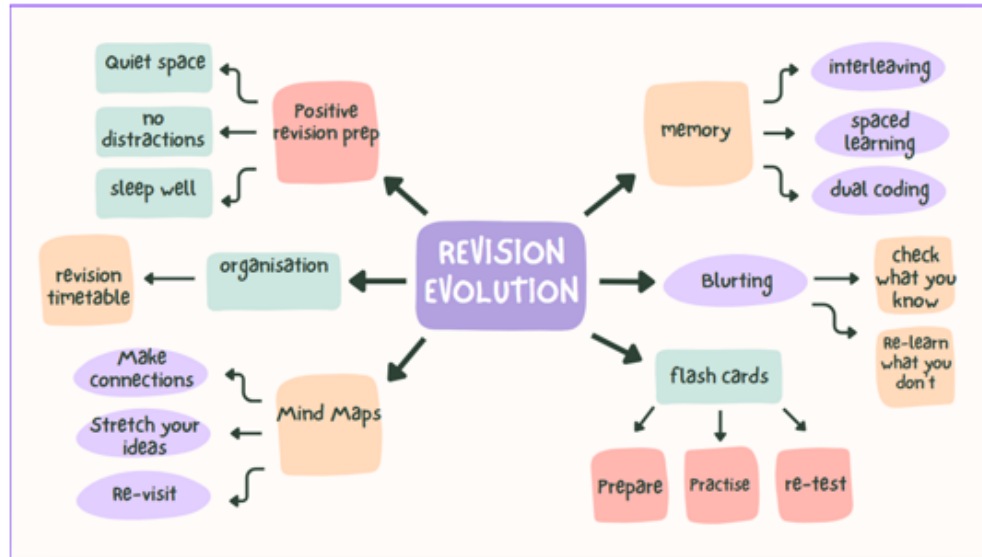 REVISION
EVOLUTION
Positive
revision prep
Quiet space
no
distractions
sleep well
memory
interleaving
spaced
learning
dual coding
organisation
revision
timetable
Blurting
check
what you
know
Re-learn
what you
don't
Mind Maps
Make
connections
Stretch your
ideas
Re-visit
flash cards
Prepare
Practise
re-test